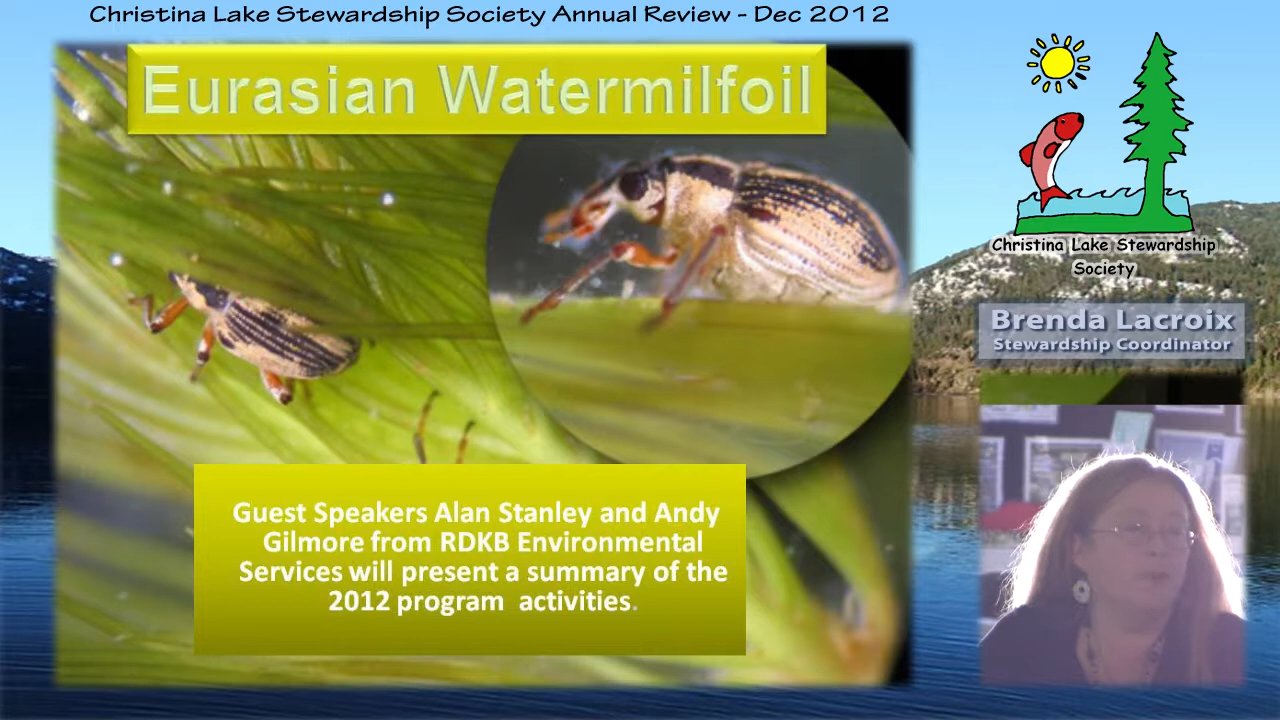 Christina Lake Stewardship Society Annual Review - Dec 2012
Eurasian Watermilfoil
Christina Lake Stewardship
Society
Brenda Lacroix
Stewardship Coordinator
Guest Speakers Alan Stanley and Andy
Gilmore from RDKB Environmental
Services will present a summary of the
2012 program activities.